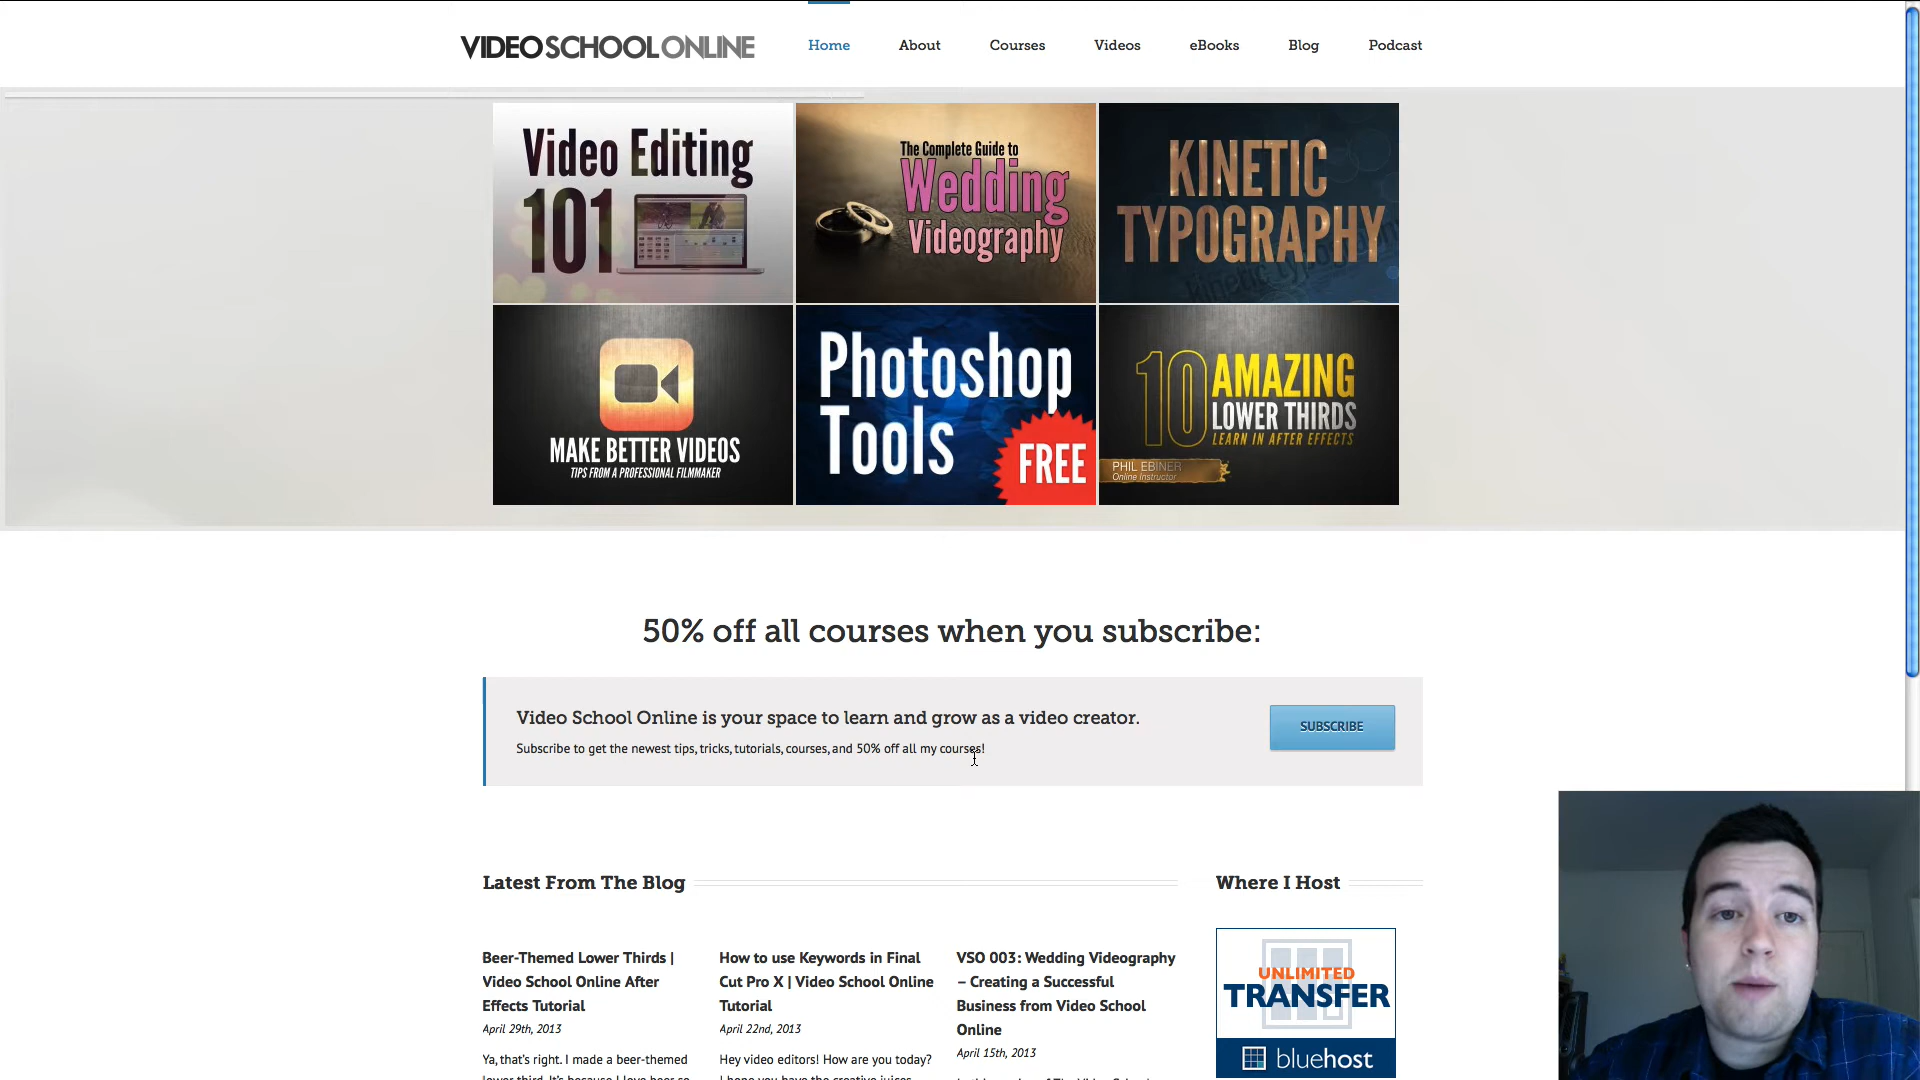 VIDEOSCHOOLONLINE
Home
About
Courses
Videos
eBooks
Blog
Podcast
Video Editing
101
The Complete Guide to
Wedding
Videography
KINETIC
TYPOGRAPHY
MAKE BETTER VIDEOS
TIPS FROM A PROFESSIONAL FILMMAKER
Photoshop
Tools
FREE
10 AMAZING
LOWER THIRDS
LEARN IN AFTER EFFECTS
PHIL EBINER
Online Instructor
50% off all courses when you subscribe:
Video School Online is your space to learn and grow as a video creator.
Subscribe to get the newest tips, tricks, tutorials, courses, and 50% off all my courses!
SUBSCRIBE
Latest From The Blog
Beer-Themed Lower Thirds |
Video School Online After
Effects Tutorial
April 29th, 2013
Ya, that's right. I made a beer-themed
How to use Keywords in Final
Cut Pro X | Video School Online
Tutorial
April 22nd, 2013
Hey video editors! How are you today?
VSO 003: Wedding Videography
– Creating a Successful
Business from Video School
Online
April 15th, 2013
Where I Host
UNLIMITED
TRANSFER
bluehost